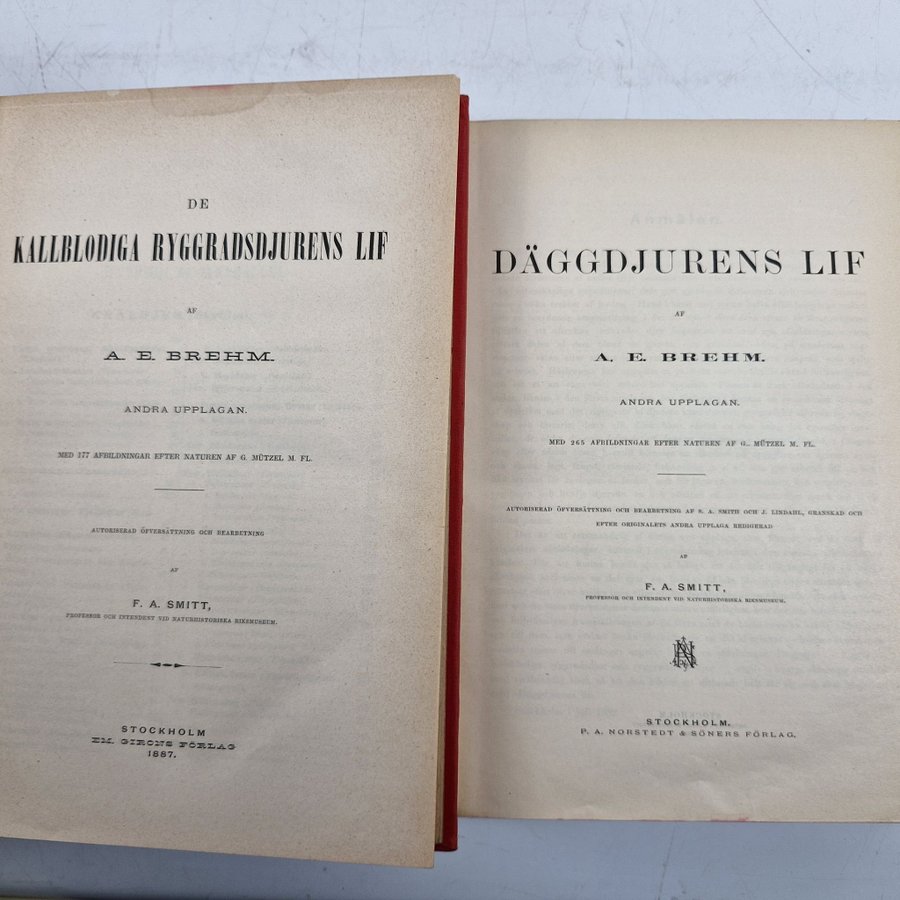 DE
KALLBLODIGA RYGGRADSDJURENS LIF
AF
A. E. BREHM.
ANDRA UPPLAGAN.
MED 177 AFBILDNINGAR EFTER NATUREN AF G. MÜTZEL M. FL.
AUTORISERAD ÖFVERSÄTTNING OCH BEARBETNING
AF
F. A. SMITT,
PROFESSOR OCH INTENDENT VID NATURHISTORISKA RIKSMUSEUM.
STOCKHOLM
EM. GIRONS FÖRLAG
1887.
DÄGGDJURENS LIF
AF
A. E. BREHM.
ANDRA UPPLAGAN.
MED 265 AFBILDNINGAR EFTER NATUREN AF G. MÜTZEL M. FL.
AUTORISERAD ÖFVERSÄTTNING OCH BEARBETNING AF S. A. SMITH OCH J. LINDAHL, GRANSKAD OCH
EFTER ORIGINALETS ANDRA UPPLAGA REDIGERAD
AF
F. A. SMITT,
PROFESSOR OCH INTENDENT VID NATURHISTORISKA RIKSMUSEUM.
STOCKHOLM.
P. A. NORSTEDT & SÖNERS FÖRLAG.